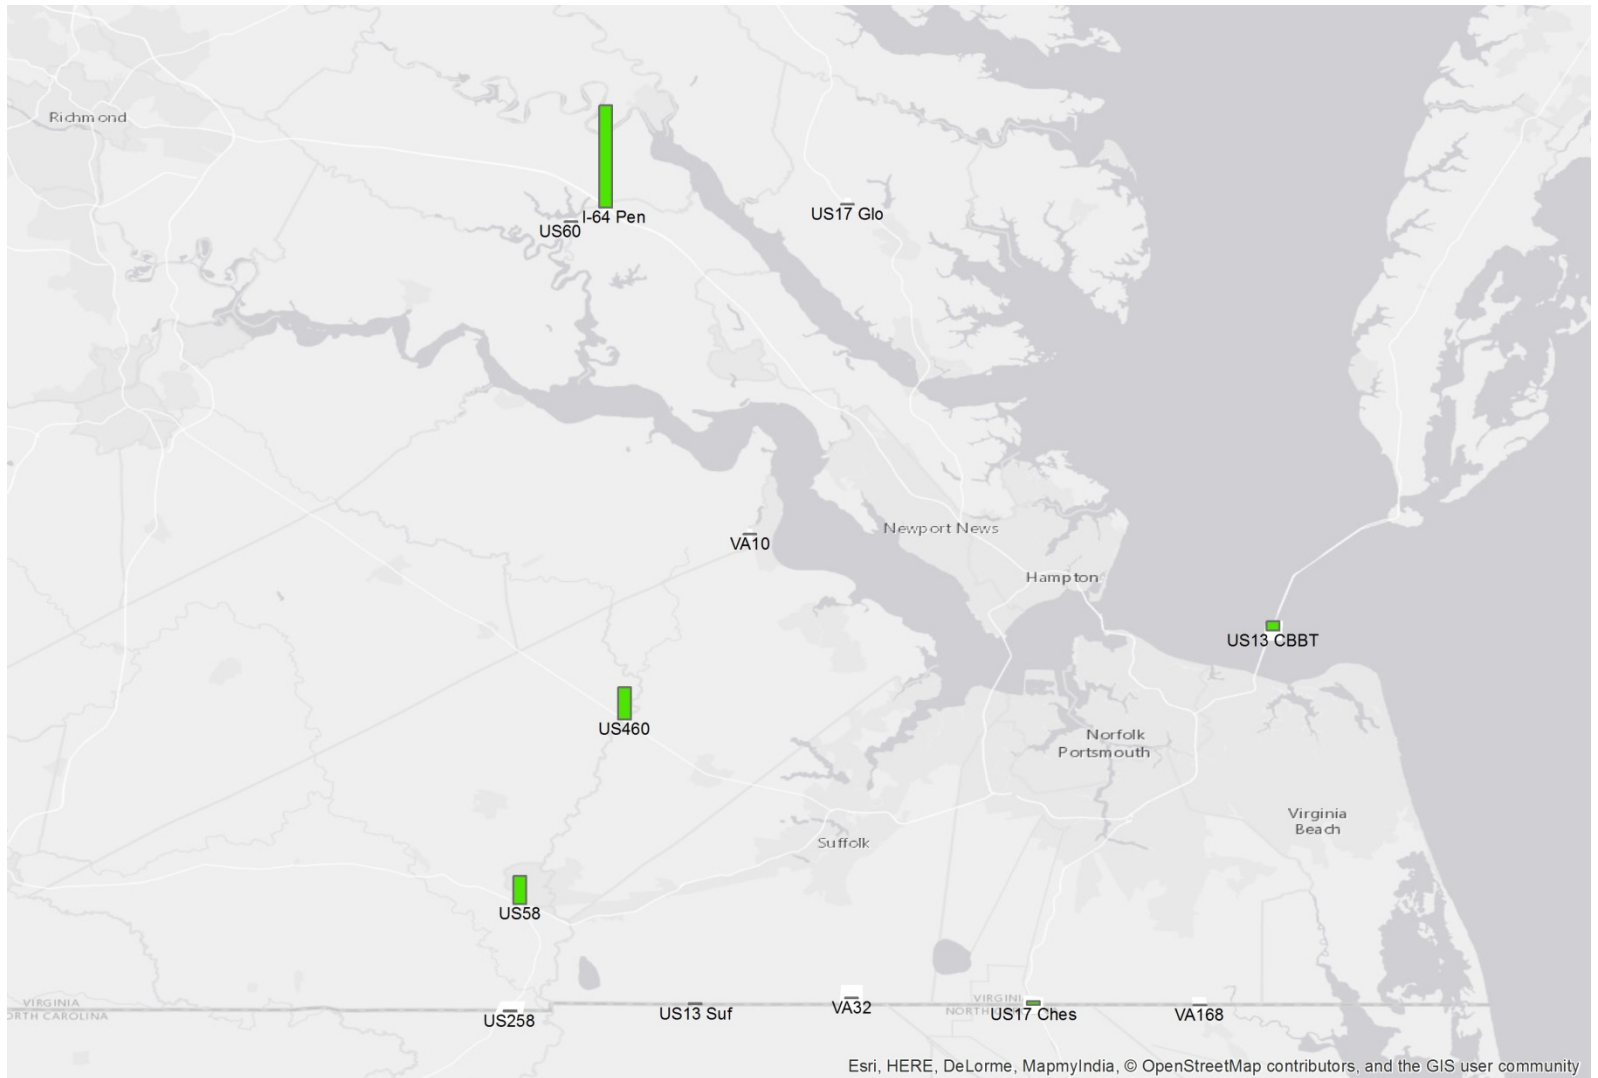 Richmond
I-64 Pen
US60
US17 Glo
Newport News
VA10
Hampton
US13 CBBT
US460
Norfolk
Portsmouth
Virginia
Beach
Suffolk
US58
VIRGINIA
ORTH CAROLINA
US258
US13 Suf
VA32
VIRGINI
NORTH
US17 Ches
VA168
Esri, HERE, DeLorme, MapmyIndia, © OpenStreetMap contributors, and the GIS user community